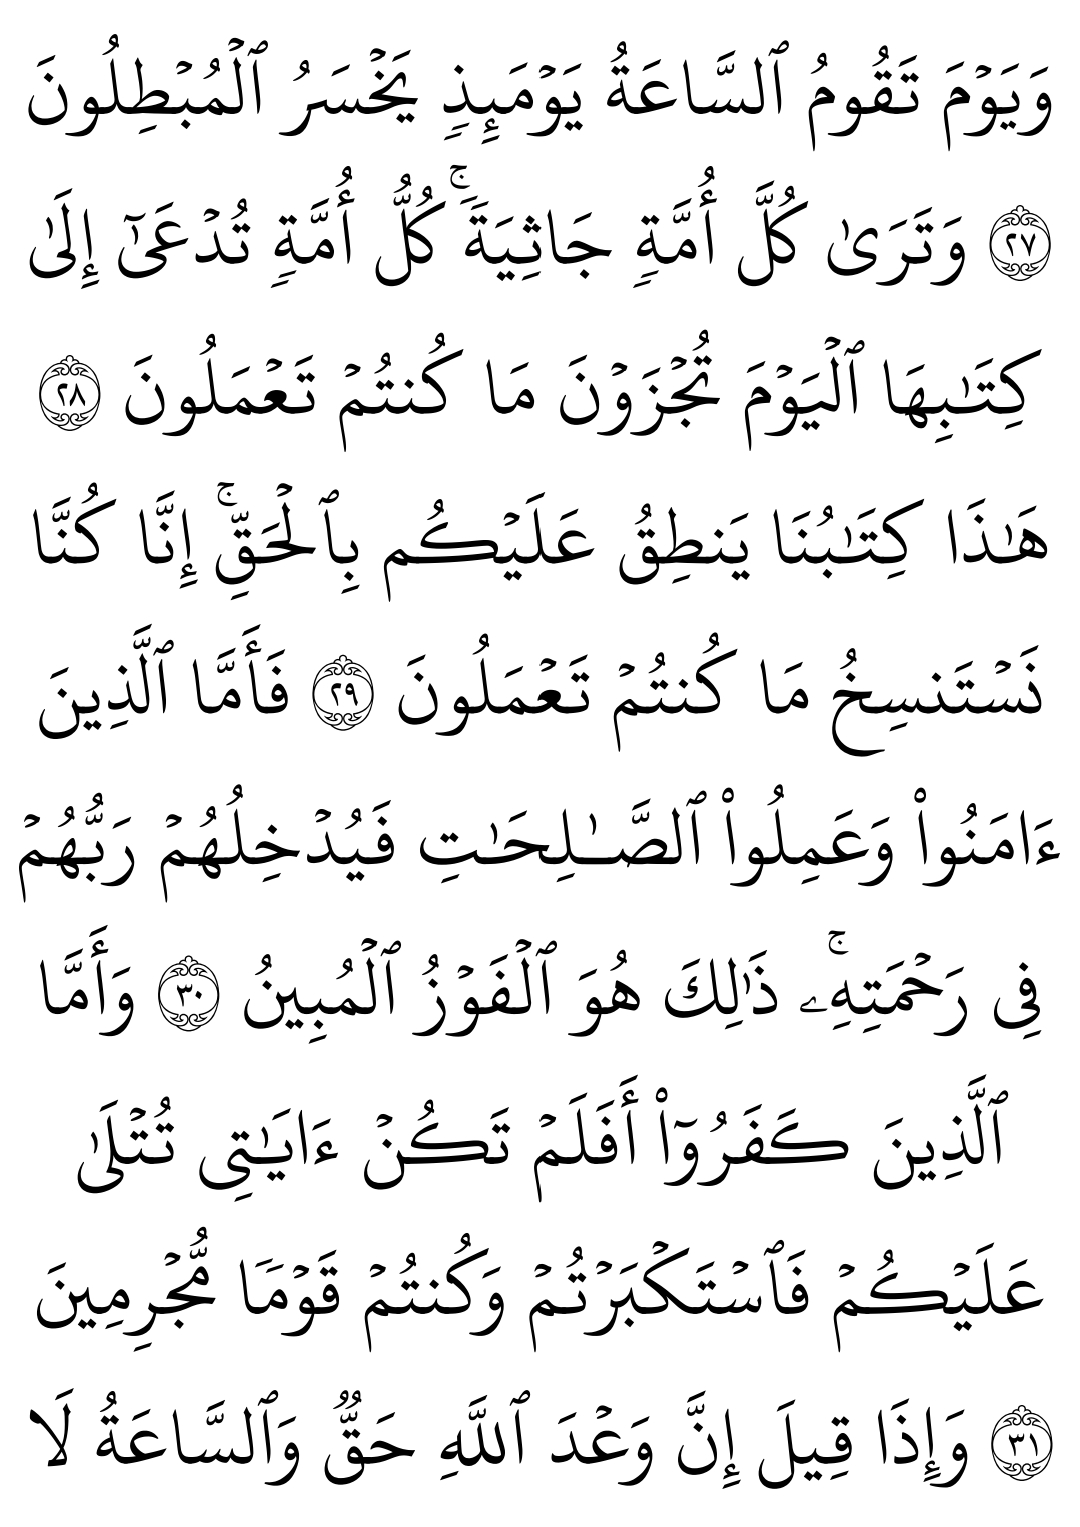 وَيَوْمَ تَقُومُ ٱلسَّاعَةُ يَوْمَئِذٍ يَخْسَرُ ٱلْمُبْطِلُونَ
٢٧ وَتَرَىٰ كُلَّ أُمَّةٍ جَاثِيَةً ۚ كُلُّ أُمَّةٍ تُدْعَىٰٓ إِلَىٰ
كِتَـٰبِهَا ٱلْيَوْمَ تُجْزَوْنَ مَا كُنتُمْ تَعْمَلُونَ ٢٨
هَـٰذَا كِتَـٰبُنَا يَنطِقُ عَلَيْكُم بِٱلْحَقِّ ۚ إِنَّا كُنَّا
نَسْتَنسِخُ مَا كُنتُمْ تَعْمَلُونَ ٢٩ فَأَمَّا ٱلَّذِينَ
ءَامَنُوا۟ وَعَمِلُوا۟ ٱلصَّـٰلِحَـٰتِ فَيُدْخِلُهُمْ رَبُّهُمْ
فِى رَحْمَتِهِۦ ۚ ذَٰلِكَ هُوَ ٱلْفَوْزُ ٱلْمُبِينُ ٣٠ وَأَمَّا
ٱلَّذِينَ كَفَرُوٓا۟ أَفَلَمْ تَكُنْ ءَايَـٰتِى تُتْلَىٰ
عَلَيْكُمْ فَٱسْتَكْبَرْتُمْ وَكُنتُمْ قَوْمًا مُّجْرِمِينَ
٣١ وَإِذَا قِيلَ إِنَّ وَعْدَ ٱللَّهِ حَقٌّ وَٱلسَّاعَةُ لَا